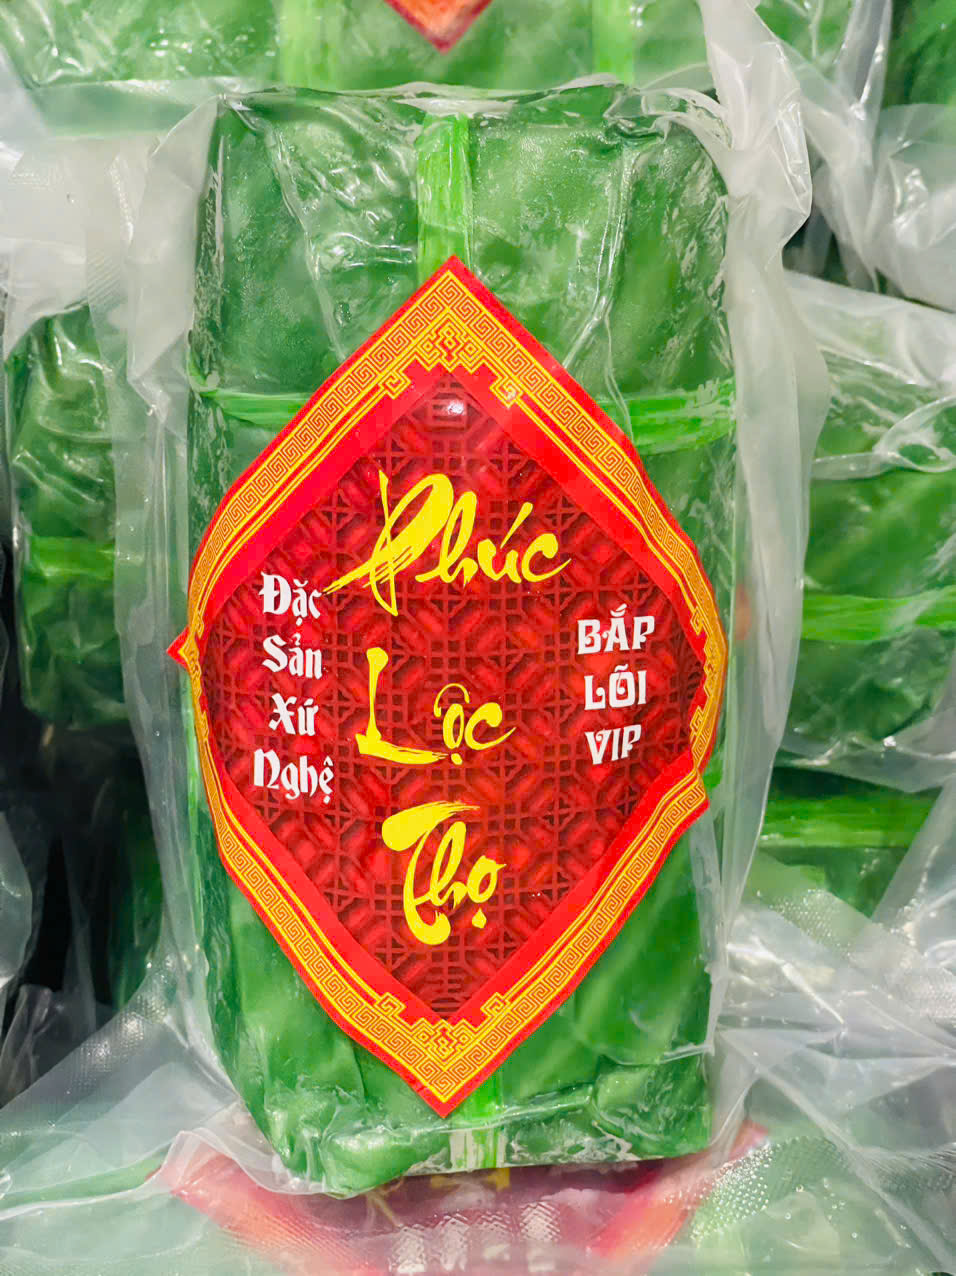 Phúc
Lộc
Thọ
Đặc
Sản
Xứ
Nghệ
BẮP
LÕI
VIP